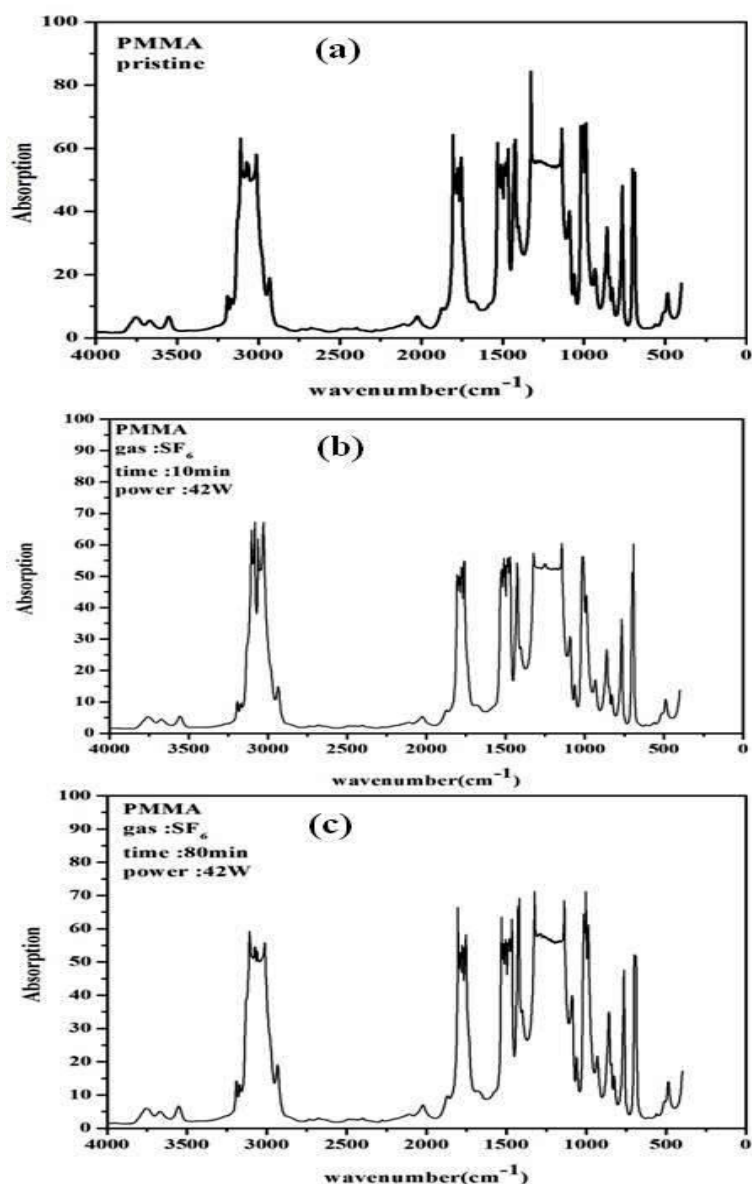 (a)
PMMA
pristine
100
80
60
40
20
0
Absorption
4000 3500 3000 2500 2000 1500 1000 500 0
wavenumber(cm⁻¹)
(b)
PMMA
gas :SF₆
time :10min
power :42W
100
90
80
70
60
50
40
30
20
10
0
Absorption
4000 3500 3000 2500 2000 1500 1000 500 0
wavenumber(cm⁻¹)
(c)
PMMA
gas :SF₆
time :80min
power :42W
100
90
80
70
60
50
40
30
20
10
0
Absorption
4000 3500 3000 2500 2000 1500 1000 500 0
wavenumber(cm⁻¹)